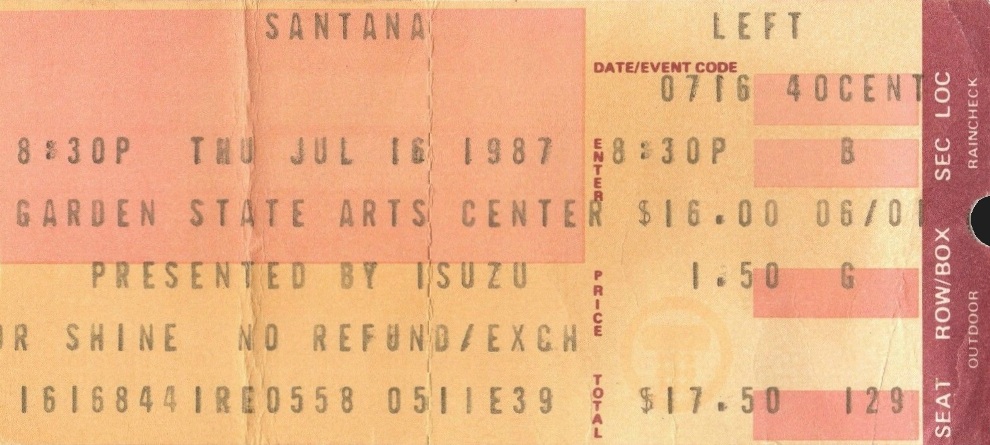 SANTANA LEFT
DATE/EVENT CODE
0716 40CENT
8:30P THU JUL 16 1987 8:30P B
ENTER
GARDEN STATE ARTS CENTER $16.00 06/01
PRESENTED BY ISUZU 1.50 G
PRICE
OR SHINE NO REFUND/EXCH
1616844IRE0558 0511E39 $17.50 129
TOTAL
SEAT ROW/BOX SEC LOC
OUTDOOR RAINCHECK